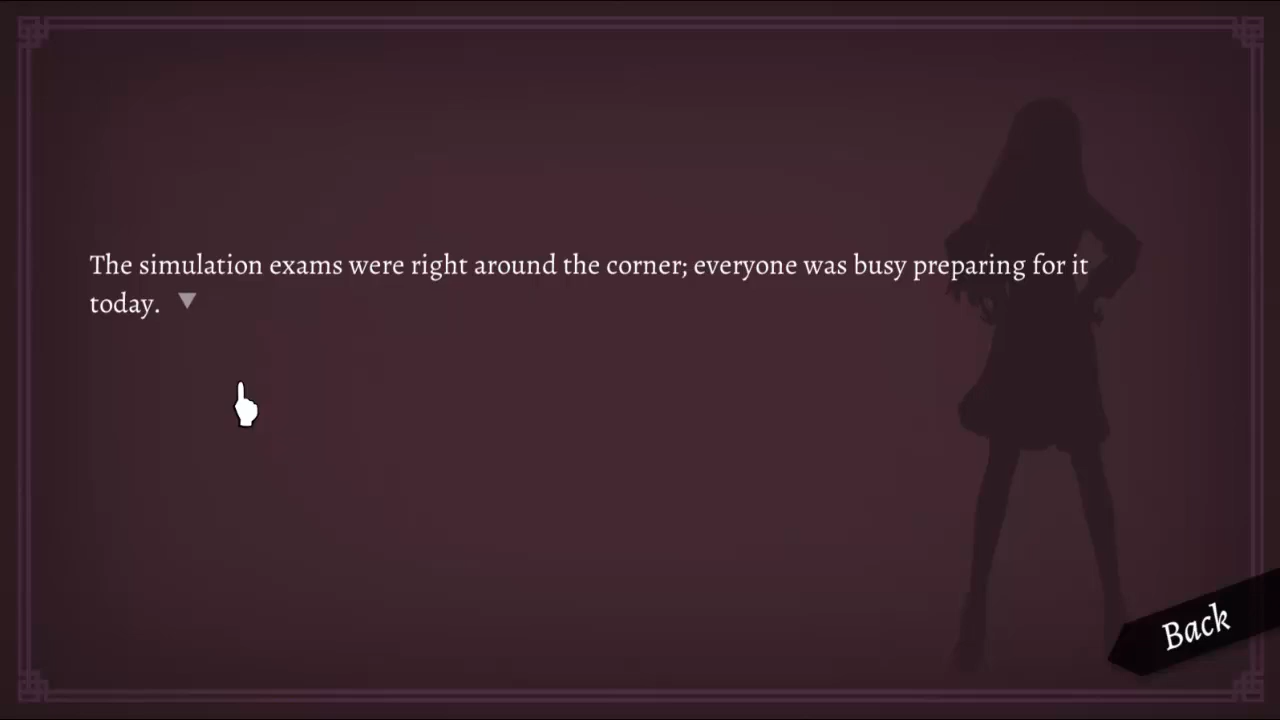 The simulation exams were right around the corner; everyone was busy preparing for it
today.
Back